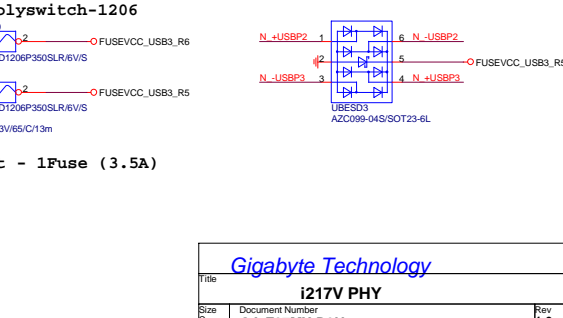 olyswitch-1206
2
FUSEVCC_USB3_R6
D1206P350SLR/6V/S
2
FUSEVCC_USB3_R5
D1206P350SLR/6V/S
3V/65/C/13m
t - 1Fuse (3.5A)
N_+USBP2 1 6 N_-USBP2
2 5 FUSEVCC_USB3_R5
N_-USBP3 3 4 N_+USBP3
UBESD3
AZC099-04S/SOT23-6L
Gigabyte Technology
Title
i217V PHY
Size Document Number Rev